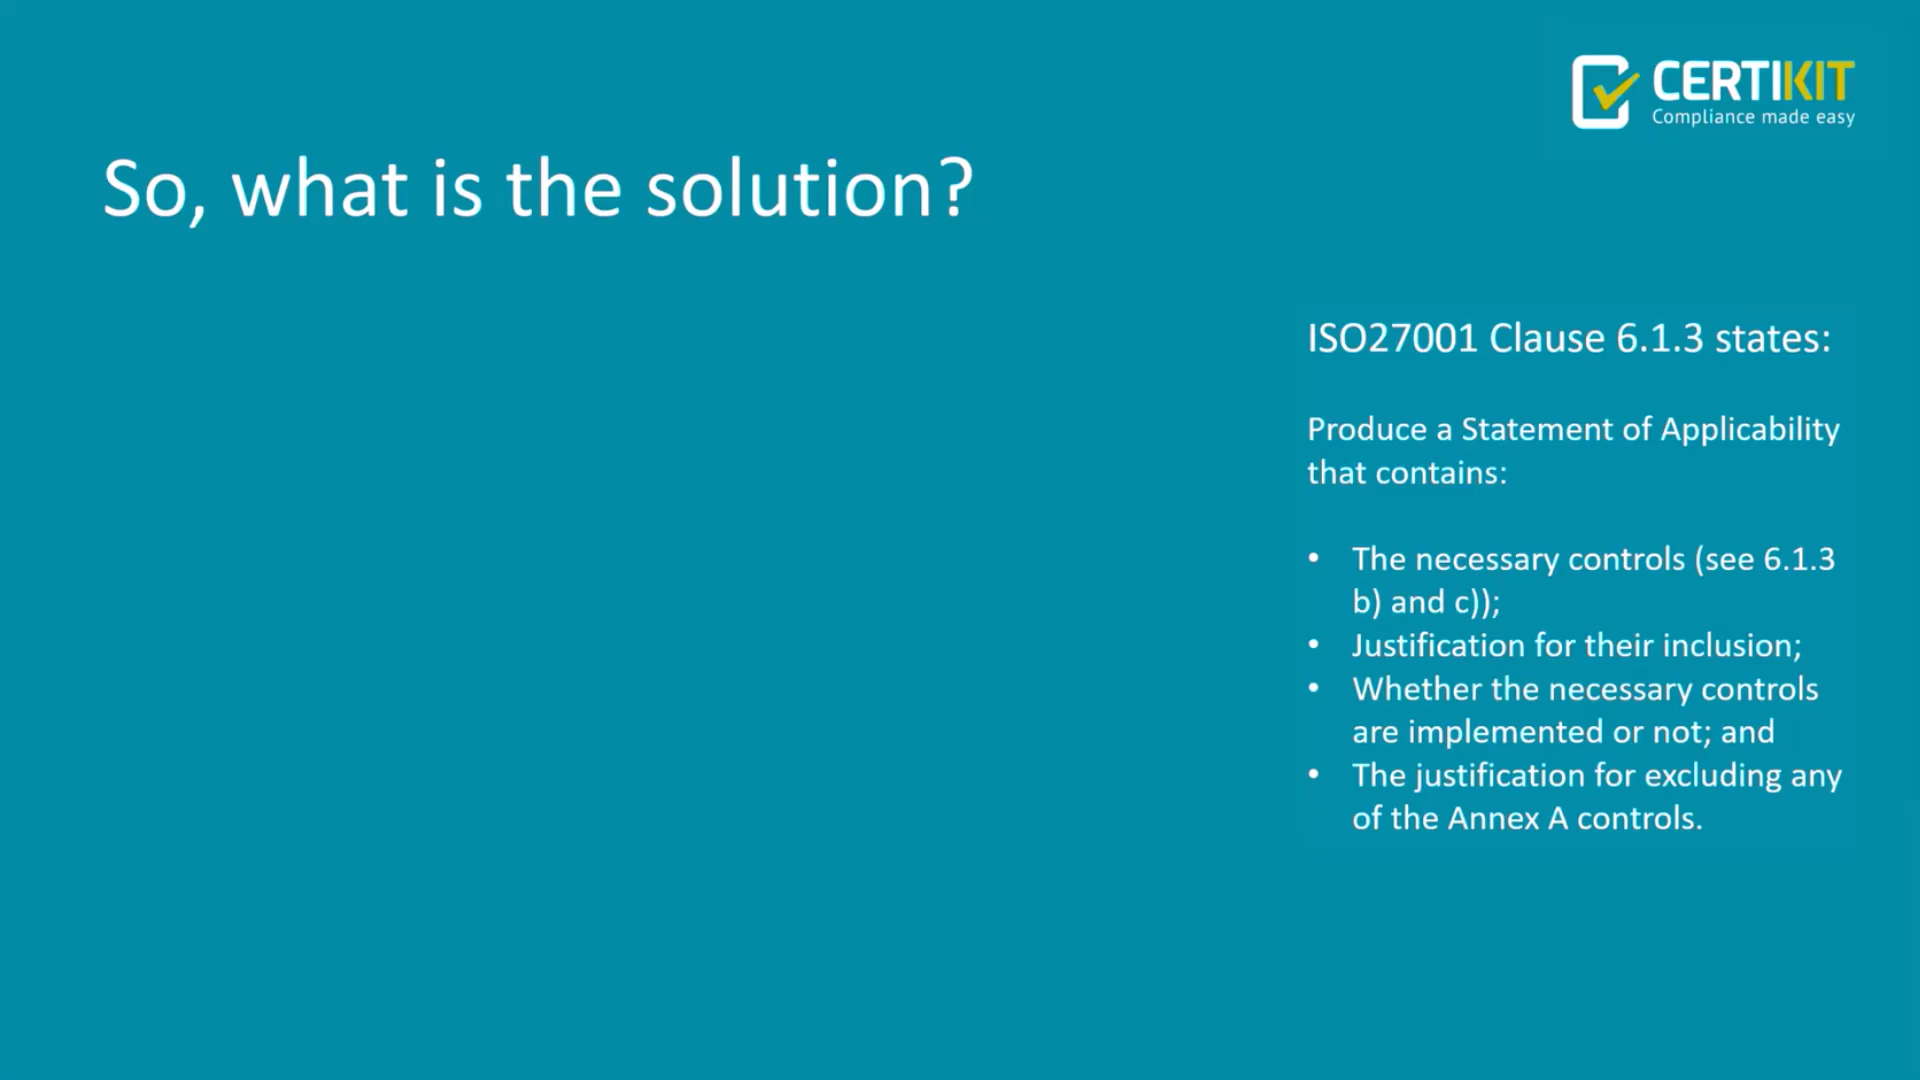 CERTIKIT
Compliance made easy
So, what is the solution?
ISO27001 Clause 6.1.3 states:
Produce a Statement of Applicability
that contains:
• The necessary controls (see 6.1.3
b) and c));
• Justification for their inclusion;
• Whether the necessary controls
are implemented or not; and
• The justification for excluding any
of the Annex A controls.